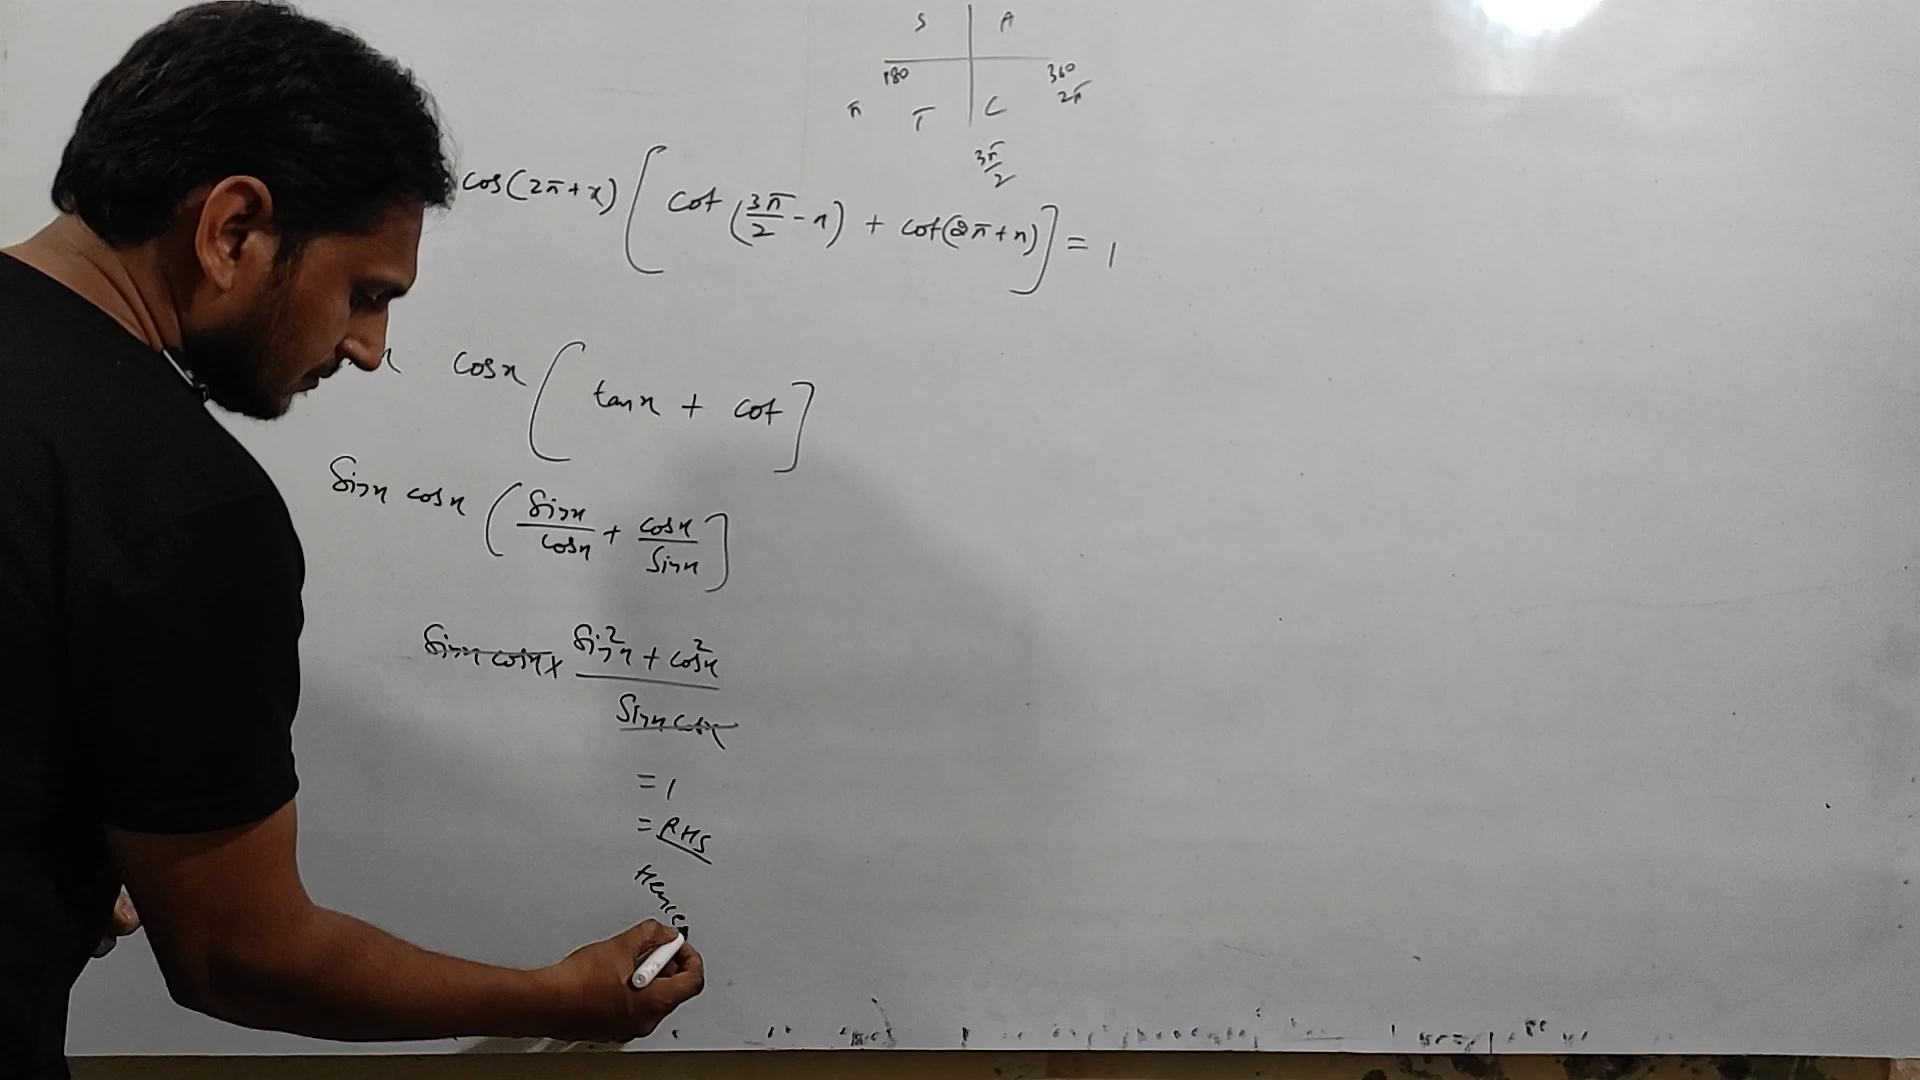 S A
180 360
π T C 2π
3π/2
cos(2π+x) [ cot (3π/2 - x) + cot(2π+x) ] = 1
x cosx [ tanx + cot ]
Sinx cosx ( Sinx/cosx + cosx/Sinx ]
Sinx cosx x Sin²x + cos²x / Sinx cosx
= 1
= RHS
Hence